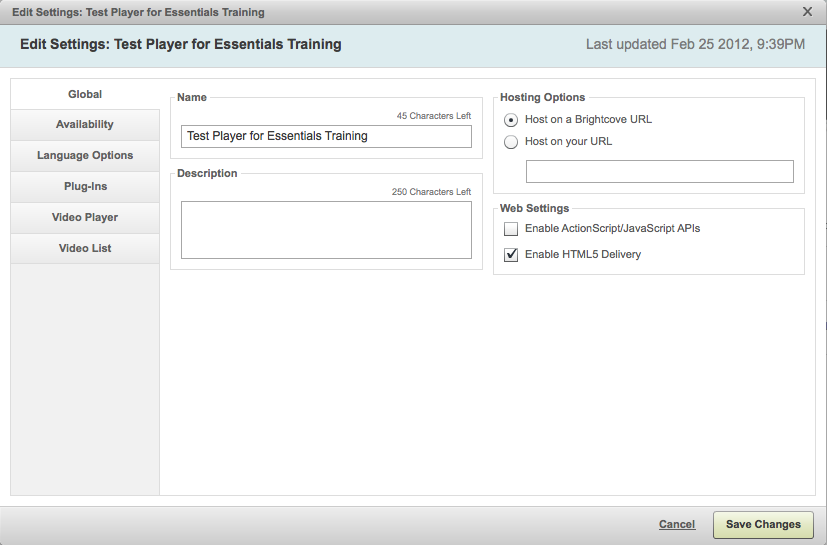 Edit Settings: Test Player for Essentials Training
Edit Settings: Test Player for Essentials Training
Last updated Feb 25 2012, 9:39PM
Global
Availability
Language Options
Plug-Ins
Video Player
Video List
Name
45 Characters Left
Test Player for Essentials Training
Description
250 Characters Left
Hosting Options
Host on a Brightcove URL
Host on your URL
Web Settings
Enable ActionScript/JavaScript APIs
Enable HTML5 Delivery
Cancel
Save Changes